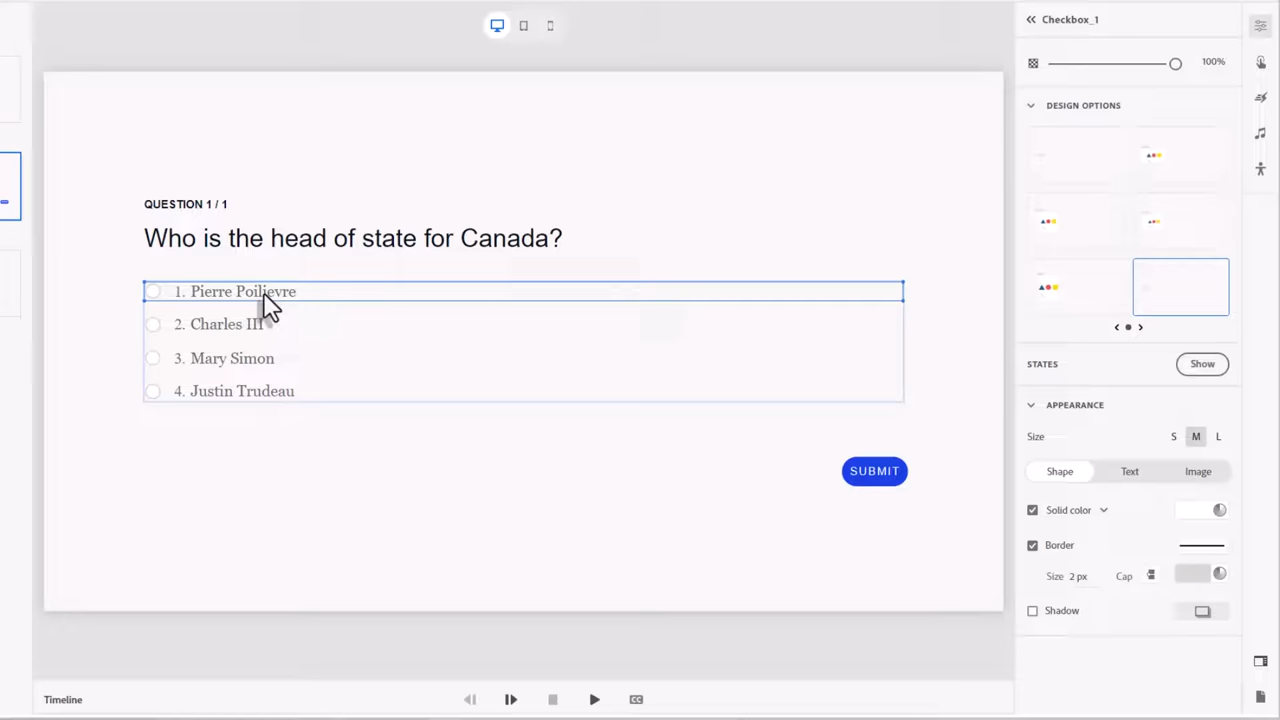 Checkbox_1
100%
DESIGN OPTIONS
QUESTION 1 / 1
Who is the head of state for Canada?
1. Pierre Poilievre
2. Charles III
3. Mary Simon
4. Justin Trudeau
SUBMIT
STATES Show
APPEARANCE
Size S M L
Shape Text Image
Solid color
Border
Size 2 px Cap
Shadow
Timeline
CC